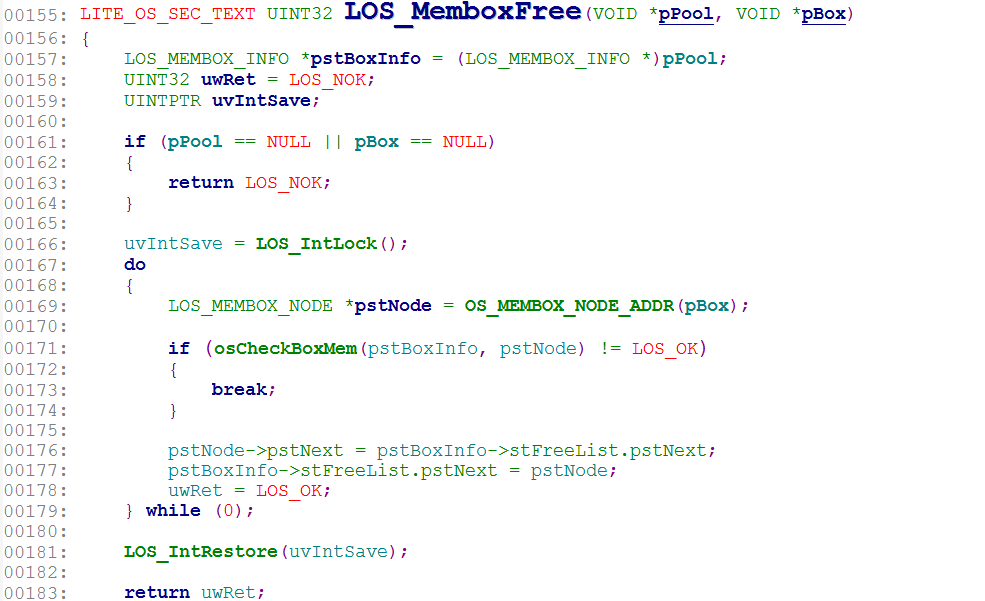 00155: LITE_OS_SEC_TEXT UINT32 LOS_MemboxFree(VOID *pPool, VOID *pBox)
00156: {
00157:     LOS_MEMBOX_INFO *pstBoxInfo = (LOS_MEMBOX_INFO *)pPool;
00158:     UINT32 uwRet = LOS_NOK;
00159:     UINTPTR uvIntSave;
00160:
00161:     if (pPool == NULL || pBox == NULL)
00162:     {
00163:         return LOS_NOK;
00164:     }
00165:
00166:     uvIntSave = LOS_IntLock();
00167:     do
00168:     {
00169:         LOS_MEMBOX_NODE *pstNode = OS_MEMBOX_NODE_ADDR(pBox);
00170:
00171:         if (osCheckBoxMem(pstBoxInfo, pstNode) != LOS_OK)
00172:         {
00173:             break;
00174:         }
00175:
00176:         pstNode->pstNext = pstBoxInfo->stFreeList.pstNext;
00177:         pstBoxInfo->stFreeList.pstNext = pstNode;
00178:         uwRet = LOS_OK;
00179:     } while (0);
00180:
00181:     LOS_IntRestore(uvIntSave);
00182:
00183:     return uwRet;